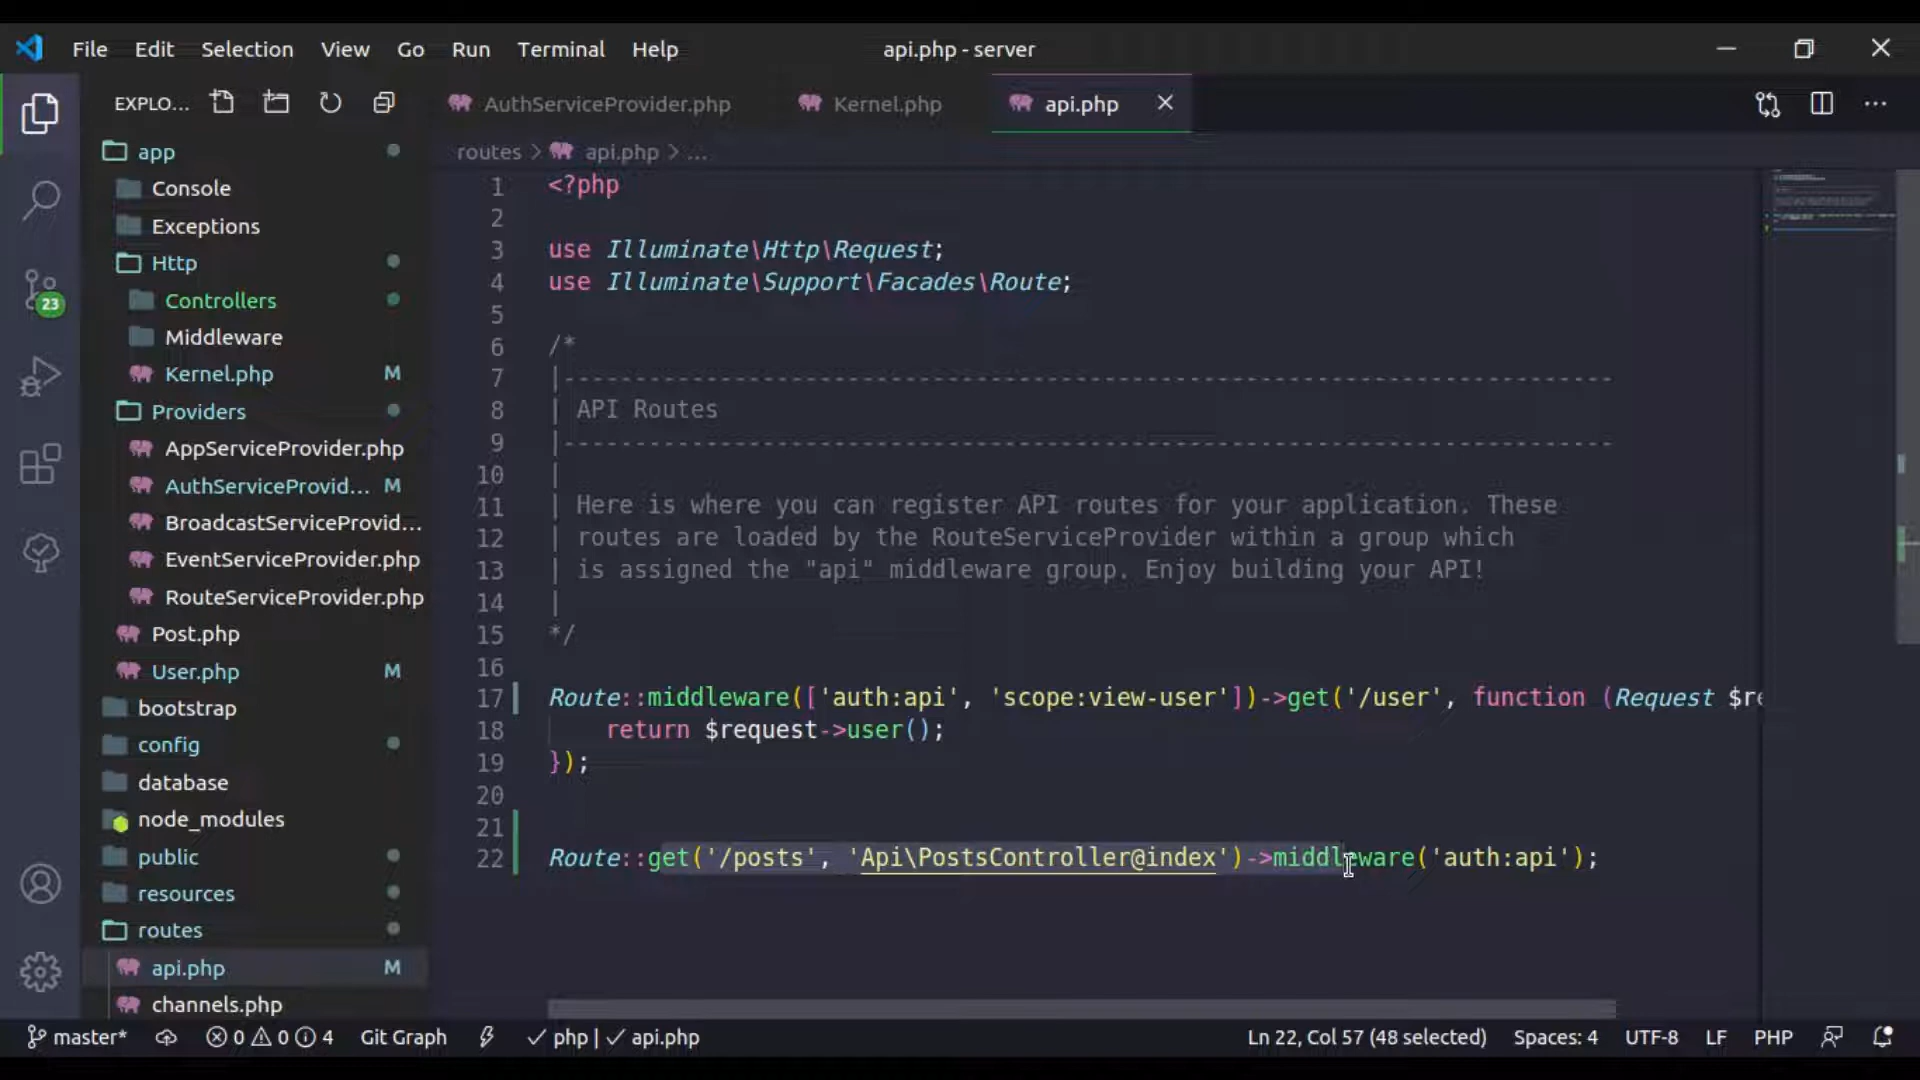 File Edit Selection View Go Run Terminal Help api.php - server
EXPLO...
AuthServiceProvider.php Kernel.php api.php
routes > api.php > ...
23
app
Console
Exceptions
Http
Controllers
Middleware
Kernel.php M
Providers
AppServiceProvider.php
AuthServiceProvid... M
BroadcastServiceProvid...
EventServiceProvider.php
RouteServiceProvider.php
Post.php
User.php M
bootstrap
config
database
node_modules
public
resources
routes
api.php M
channels.php
1 <?php
2
3 use Illuminate\Http\Request;
4 use Illuminate\Support\Facades\Route;
5
6 /*
7 |--------------------------------------------------------------------------
8 | API Routes
9 |--------------------------------------------------------------------------
10 |
11 | Here is where you can register API routes for your application. These
12 | routes are loaded by the RouteServiceProvider within a group which
13 | is assigned the "api" middleware group. Enjoy building your API!
14 |
15 */
16
17 Route::middleware(['auth:api', 'scope:view-user'])->get('/user', function (Request $re
18 return $request->user();
19 });
20
21
22 Route::get('/posts', 'Api\PostsController@index')->middleware('auth:api');
master* 0 0 4 Git Graph php | api.php Ln 22, Col 57 (48 selected) Spaces: 4 UTF-8 LF PHP